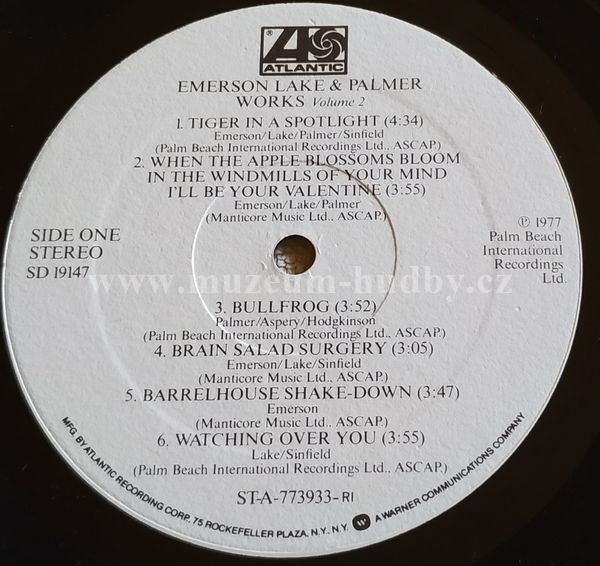 ATLANTIC
EMERSON LAKE & PALMER
WORKS Volume 2
1. TIGER IN A SPOTLIGHT (4:34)
Emerson/Lake/Palmer/Sinfield
(Palm Beach International Recordings Ltd., ASCAP.)
2. WHEN THE APPLE BLOSSOMS BLOOM
IN THE WINDMILLS OF YOUR MIND
I'LL BE YOUR VALENTINE (3:55)
Emerson/Lake/Palmer
(Manticore Music Ltd., ASCAP.)
SIDE ONE
STEREO
SD 19147
℗ 1977
Palm Beach
International
Recordings
Ltd.
www.muzeum-hudby.cz
3. BULLFROG (3:52)
Palmer/Aspery/Hodgkinson
(Palm Beach International Recordings Ltd., ASCAP.)
4. BRAIN SALAD SURGERY (3:05)
Emerson/Lake/Sinfield
(Manticore Music Ltd., ASCAP.)
5. BARRELHOUSE SHAKE-DOWN (3:47)
Emerson
(Manticore Music Ltd., ASCAP.)
6. WATCHING OVER YOU (3:55)
Lake/Sinfield
(Palm Beach International Recordings Ltd., ASCAP.)
ST-A-773933-RI
MFG BY ATLANTIC RECORDING CORP. 75 ROCKEFELLER PLAZA, N.Y., N.Y. A WARNER COMMUNICATIONS COMPANY